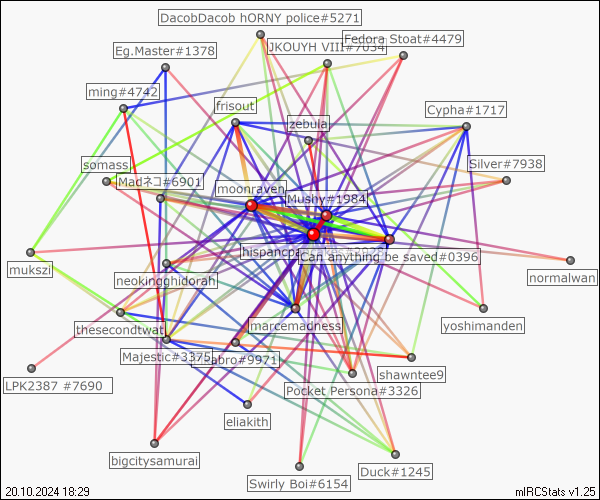 DacobDacob hORNY police#5271
Fedora Stoat#4479
JKOUYH VIII#7034
Eg.Master#1378
ming#4742
frisout
Cypha#1717
zebular
somass
Silver#7938
Madネコ#6901
moonraven
Mushy#1984
hispanicpa
Can anything be saved#0396
mukszi
neokingghidorah
normalwan
thesecondtwat
marcemadness
yoshimanden
Majestic#3375
abro#9971
shawntee9
LPK2387 #7690
Pocket Persona#3326
eliakith
bigcitysamurai
Duck#1245
Swirly Boi#6154
20.10.2024 18:29
mIRCStats v1.25